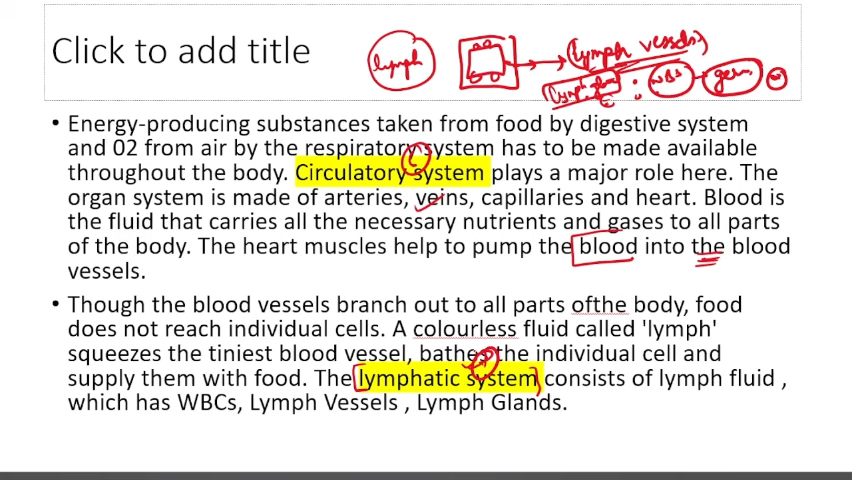 Click to add title
lymph
(lymph vessels)
Lymph gland : WBS germ
• Energy-producing substances taken from food by digestive system
and 02 from air by the respiratory system has to be made available
throughout the body. Circulatory system plays a major role here. The
organ system is made of arteries, veins, capillaries and heart. Blood is
the fluid that carries all the necessary nutrients and gases to all parts
of the body. The heart muscles help to pump the blood into the blood
vessels.
• Though the blood vessels branch out to all parts ofthe body, food
does not reach individual cells. A colourless fluid called 'lymph'
squeezes the tiniest blood vessel, bathes the individual cell and
supply them with food. The lymphatic system consists of lymph fluid ,
which has WBCs, Lymph Vessels , Lymph Glands.